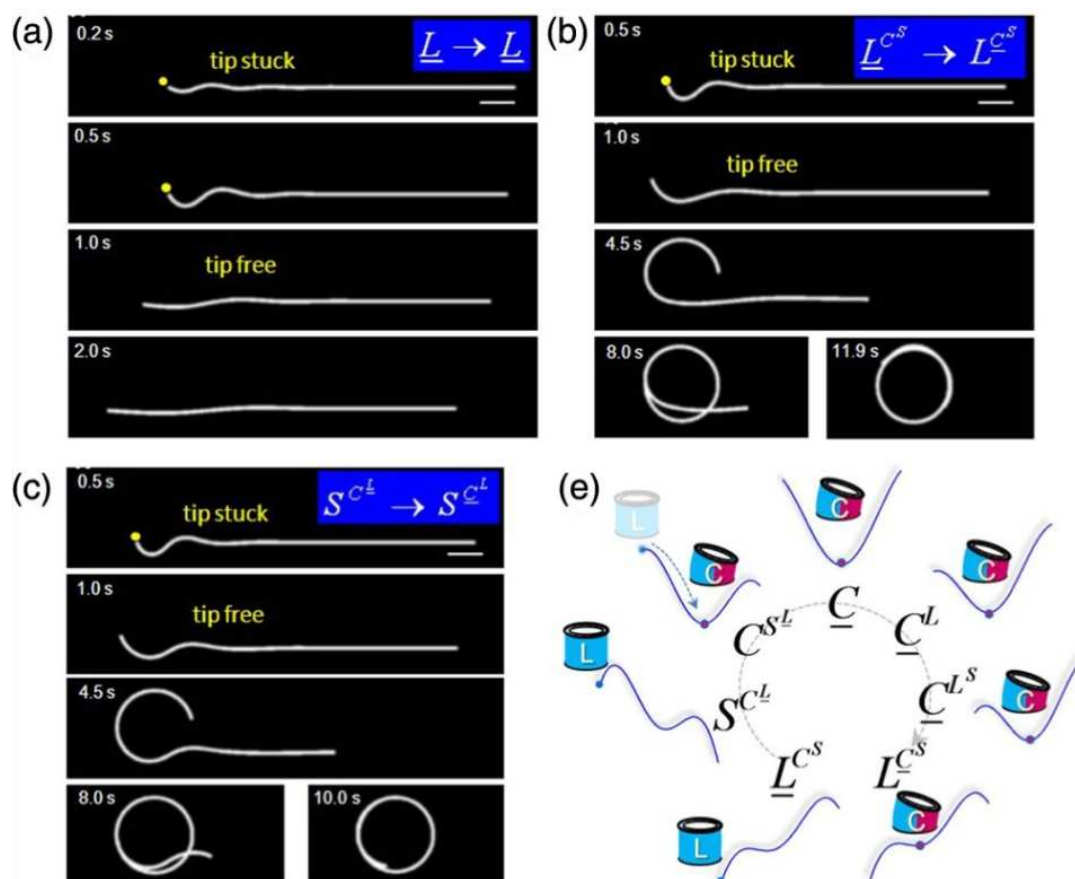 (a)
0.2 s
L → L
tip stuck
0.5 s
1.0 s
tip free
2.0 s
(b)
0.5 s
L^{C^S} → L^{C^S}
tip stuck
1.0 s
tip free
4.5 s
8.0 s
11.9 s
(c)
0.5 s
S^{C^L} → S^{C^L}
tip stuck
1.0 s
tip free
4.5 s
8.0 s
10.0 s
(e)
L
C
C
C
C
C
L
L
C^{S^L}
C
C^L
C^{L^S}
S^{C^L}
L^{C^S}
L^{C^S}